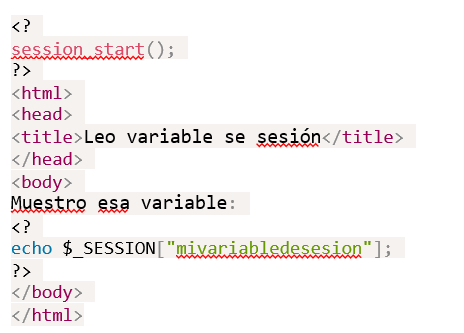 <?
session_start();
?>
<html>
<head>
<title>Leo variable se sesión</title>
</head>
<body>
Muestro esa variable:
<?
echo $_SESSION["mivariabledesesion"];
?>
</body>
</html>